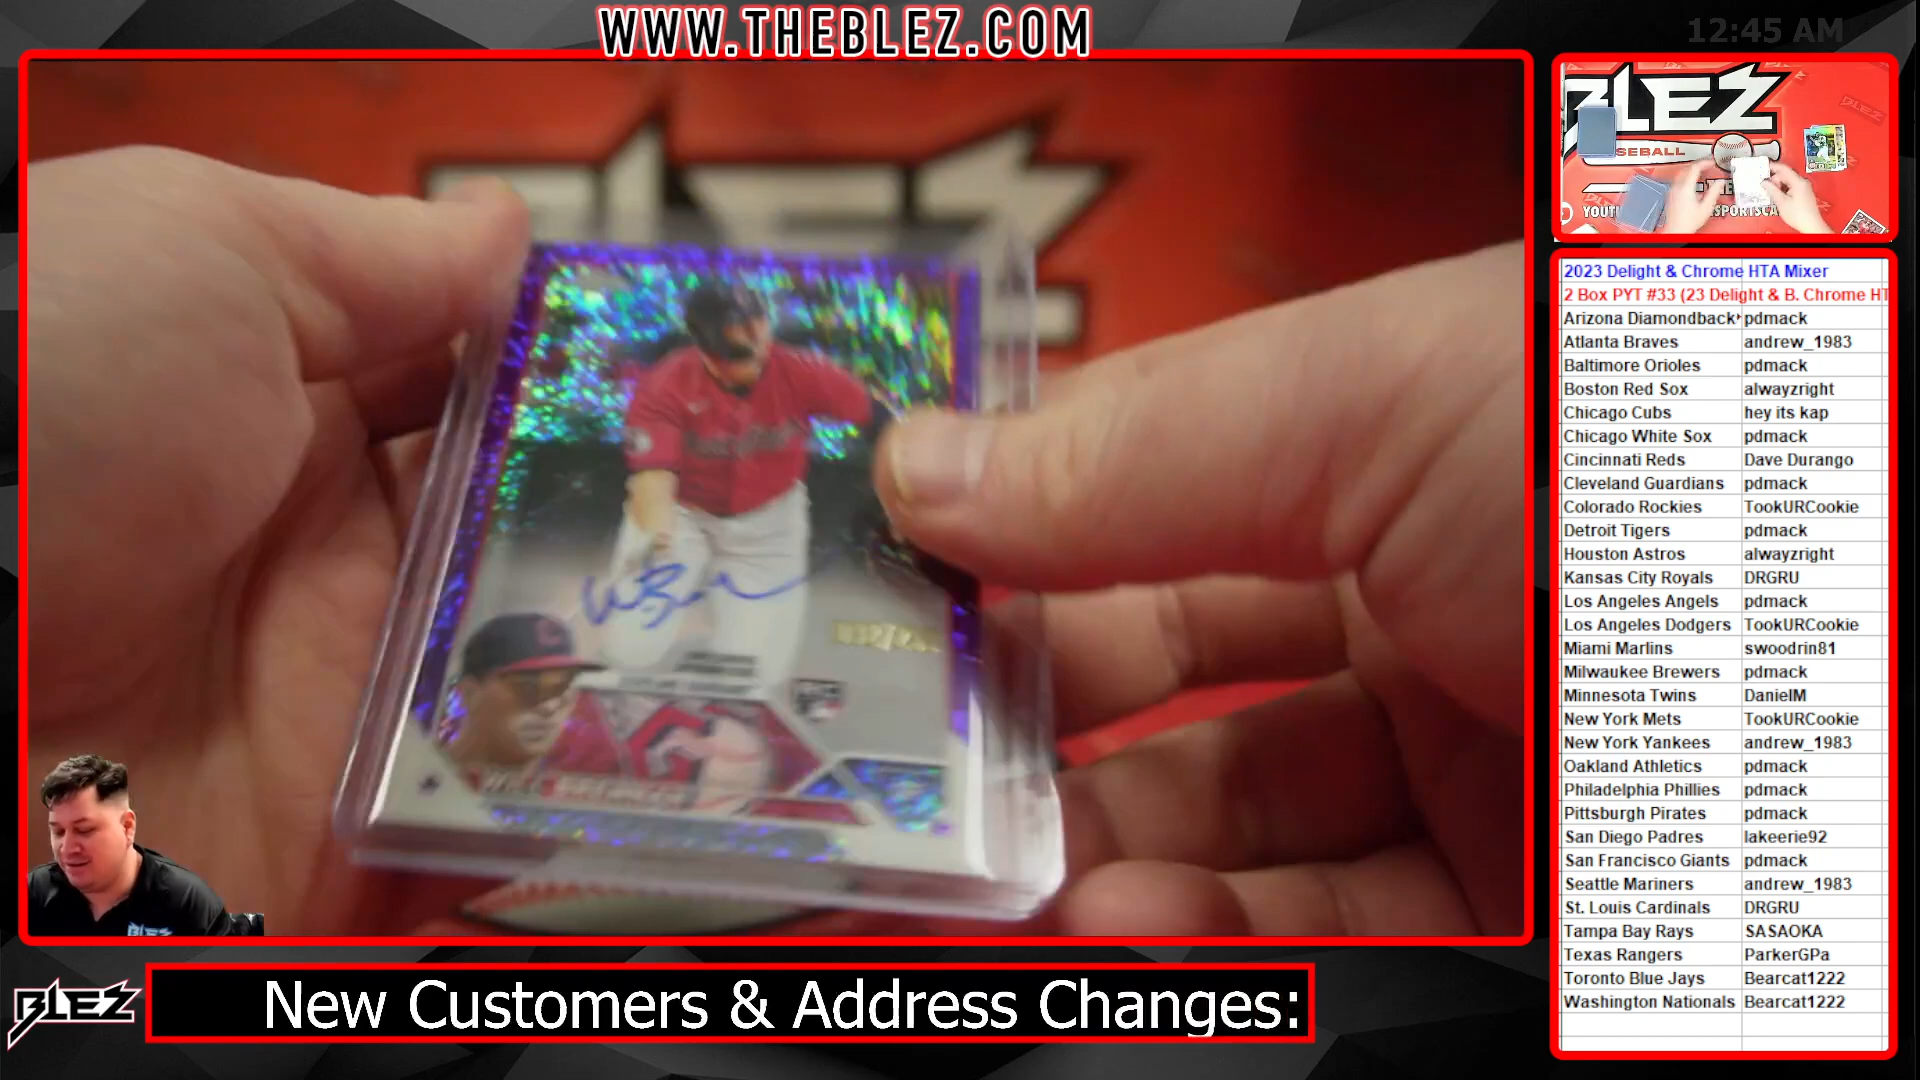 WWW.THEBLEZ.COM
12:45 AM
BLEZ
BLEZ
2023 Delight & Chrome HTA Mixer
2 Box PYT #33 (23 Delight & B. Chrome HT
Arizona Diamondback pdmack
Atlanta Braves andrew_1983
Baltimore Orioles pdmack
Boston Red Sox alwayzright
Chicago Cubs hey its kap
Chicago White Sox pdmack
Cincinnati Reds Dave Durango
Cleveland Guardians pdmack
Colorado Rockies TookURCookie
Detroit Tigers pdmack
Houston Astros alwayzright
Kansas City Royals DRGRU
Los Angeles Angels pdmack
Los Angeles Dodgers TookURCookie
Miami Marlins swoodrin81
Milwaukee Brewers pdmack
Minnesota Twins DanielM
New York Mets TookURCookie
New York Yankees andrew_1983
Oakland Athletics pdmack
Philadelphia Phillies pdmack
Pittsburgh Pirates pdmack
San Diego Padres lakeerie92
San Francisco Giants pdmack
Seattle Mariners andrew_1983
St. Louis Cardinals DRGRU
Tampa Bay Rays SASAOKA
Texas Rangers ParkerGPa
Toronto Blue Jays Bearcat1222
Washington Nationals Bearcat1222
BLEZ
New Customers & Address Changes: